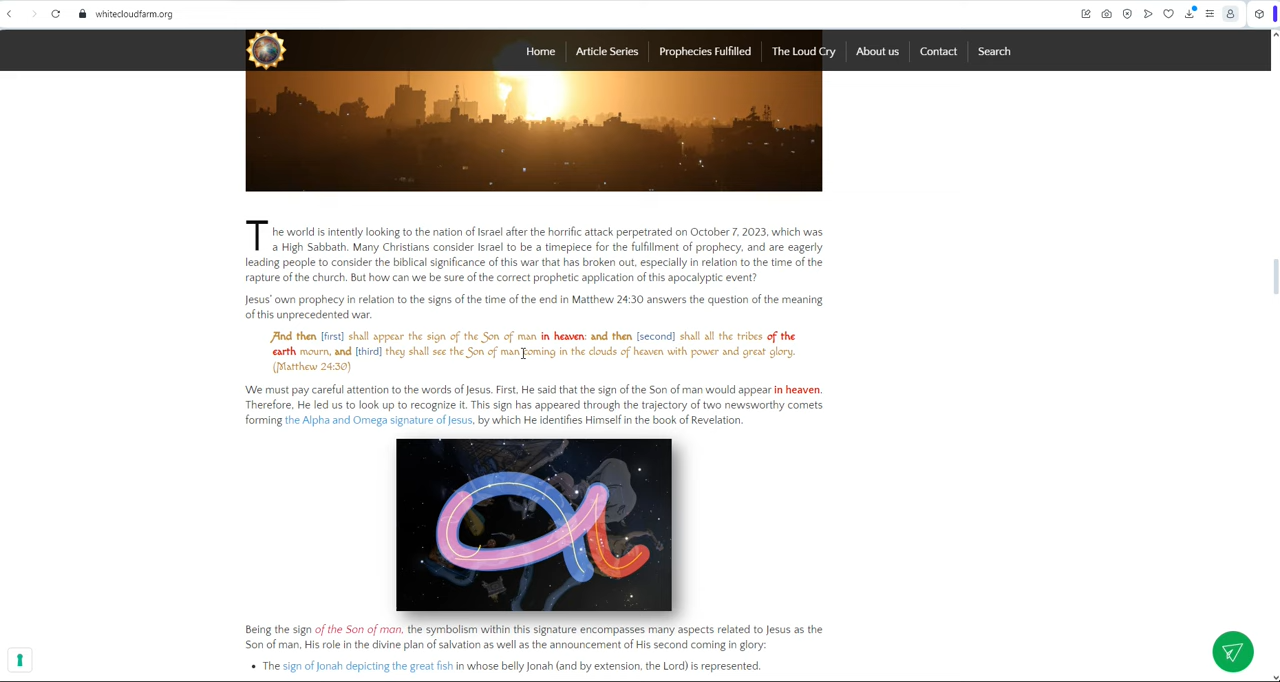 whitecloudfarm.org
Home Article Series Prophecies Fulfilled The Loud Cry About us Contact Search
The world is intently looking to the nation of Israel after the horrific attack perpetrated on October 7, 2023, which was
a High Sabbath. Many Christians consider Israel to be a timepiece for the fulfillment of prophecy, and are eagerly
leading people to consider the biblical significance of this war that has broken out, especially in relation to the time of the
rapture of the church. But how can we be sure of the correct prophetic application of this apocalyptic event?
Jesus' own prophecy in relation to the signs of the time of the end in Matthew 24:30 answers the question of the meaning
of this unprecedented war.
And then [first] shall appear the sign of the Son of man in heaven: and then [second] shall all the tribes of the
earth mourn, and [third] they shall see the Son of man coming in the clouds of heaven with power and great glory.
(Matthew 24:30)
We must pay careful attention to the words of Jesus. First, He said that the sign of the Son of man would appear in heaven.
Therefore, He led us to look up to recognize it. This sign has appeared through the trajectory of two newsworthy comets
forming the Alpha and Omega signature of Jesus, by which He identifies Himself in the book of Revelation.
Being the sign of the Son of man, the symbolism within this signature encompasses many aspects related to Jesus as the
Son of man, His role in the divine plan of salvation as well as the announcement of His second coming in glory:
• The sign of Jonah depicting the great fish in whose belly Jonah (and by extension, the Lord) is represented.